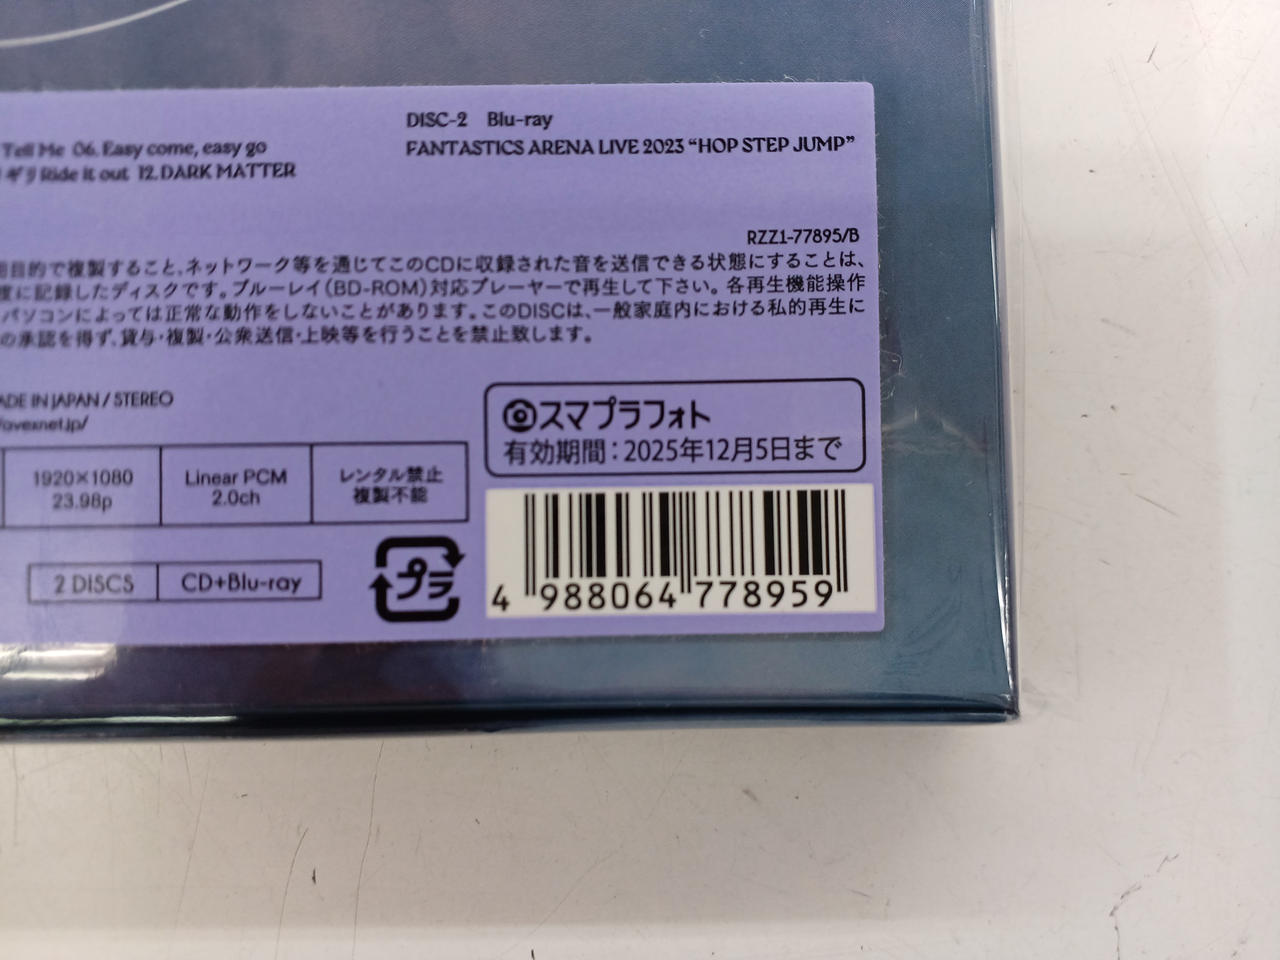 DISC-2 Blu-ray
FANTASTICS ARENA LIVE 2023 “HOP STEP JUMP”
Tell Me 06. Easy come, easy go
ギリ Ride it out 12. DARK MATTER
RZZ1-77895/B
用目的で複製すること、ネットワーク等を通じてこのCDに収録された音を送信できる状態にすることは、
度に記録したディスクです。ブルーレイ(BD-ROM)対応プレーヤーで再生して下さい。各再生機能操作
パソコンによっては正常な動作をしないことがあります。このDISCは、一般家庭内における私的再生に
の承認を得ず、貸与・複製・公衆送信・上映等を行うことを禁止致します。
ADE IN JAPAN / STEREO
/avexnet.jp/
スマプラフォト
有効期間:2025年12月5日まで
1920×1080
23.98p
Linear PCM
2.0ch
レンタル禁止
複製不能
2 DISCS
CD+Blu-ray
プラ
4 988064 778959